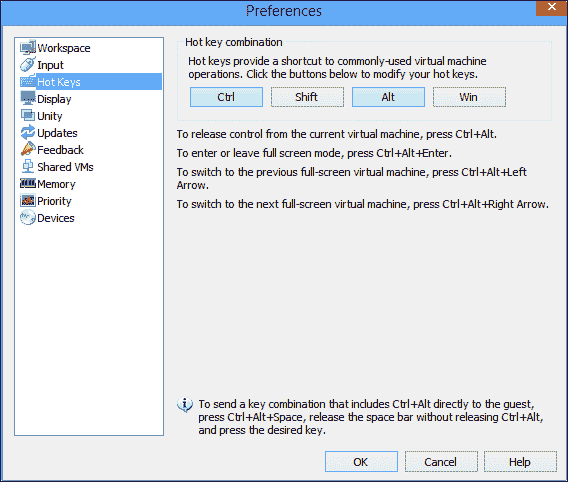 Preferences
Workspace
Input
Hot Keys
Display
Unity
Updates
Feedback
Shared VMs
Memory
Priority
Devices
Hot key combination
Hot keys provide a shortcut to commonly-used virtual machine
operations. Click the buttons below to modify your hot keys.
Ctrl
Shift
Alt
Win
To release control from the current virtual machine, press Ctrl+Alt.
To enter or leave full screen mode, press Ctrl+Alt+Enter.
To switch to the previous full-screen virtual machine, press Ctrl+Alt+Left
Arrow.
To switch to the next full-screen virtual machine, press Ctrl+Alt+Right Arrow.
To send a key combination that includes Ctrl+Alt directly to the guest,
press Ctrl+Alt+Space, release the space bar without releasing Ctrl+Alt,
and press the desired key.
OK
Cancel
Help